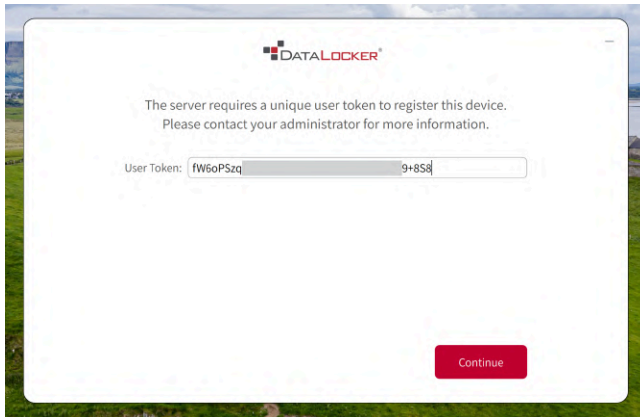 DATALOCKER®
The server requires a unique user token to register this device.
Please contact your administrator for more information.
User Token: fW6oPSzq 9+8S8
Continue